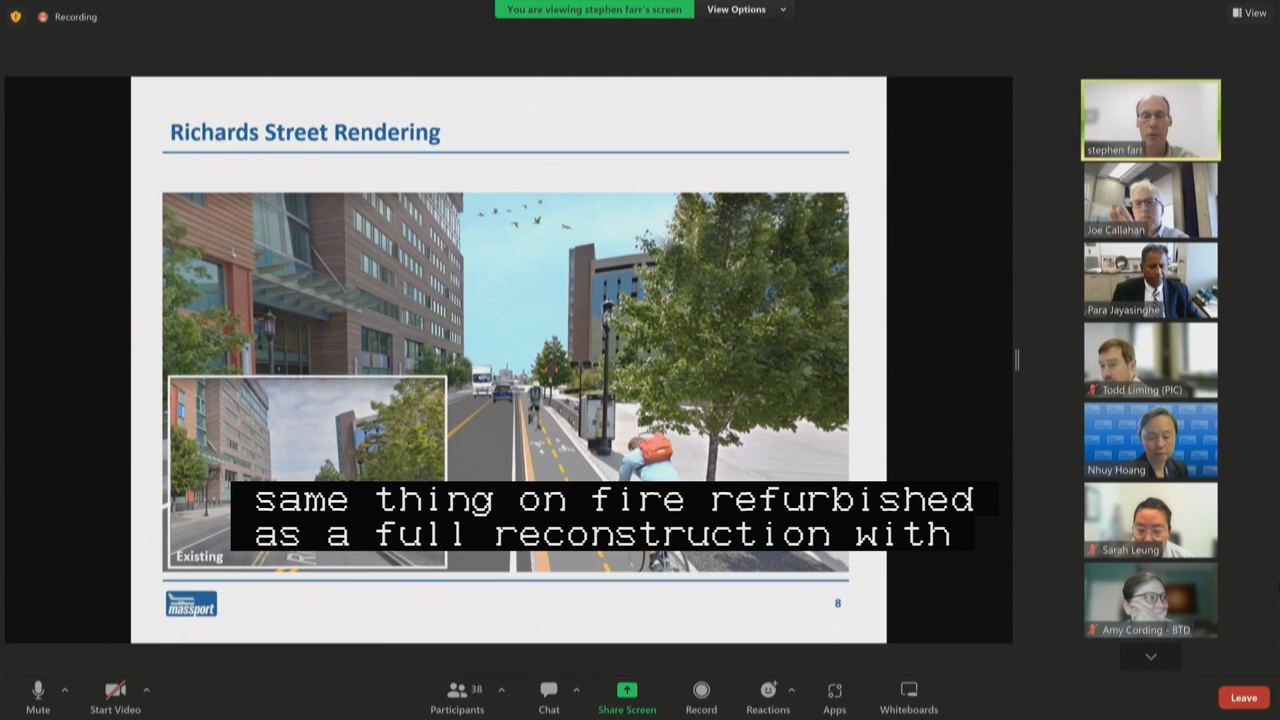 Recording
You are viewing stephen farr's screen
View Options
View
Richards Street Rendering
stephen farr
Joe Callahan
Para Jayasinghe
Todd Liming (PIC)
Nhuy Hoang
Sarah Leung
Amy Cording - BTD
same thing on fire refurbished
as a full reconstruction with
Existing
massport
8
Mute
Start Video
Participants
38
Chat
Share Screen
Record
Reactions
Apps
Whiteboards
Leave